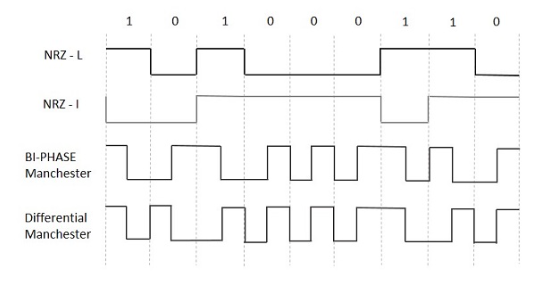 1 0 1 0 0 0 1 1 0
NRZ - L
NRZ - I
BI-PHASE
Manchester
Differential
Manchester